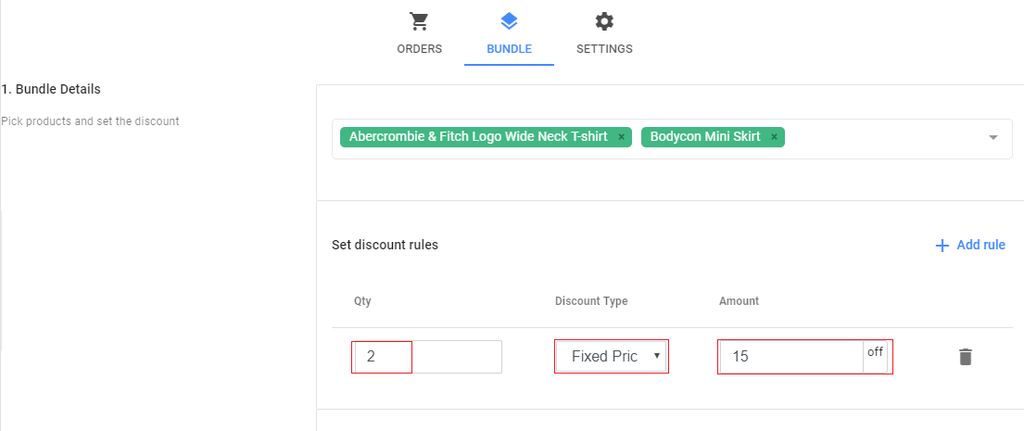 ORDERS BUNDLE SETTINGS
1. Bundle Details
Pick products and set the discount
Abercrombie & Fitch Logo Wide Neck T-shirt × Bodycon Mini Skirt ×
Set discount rules + Add rule
Qty Discount Type Amount
2 Fixed Pric 15 off